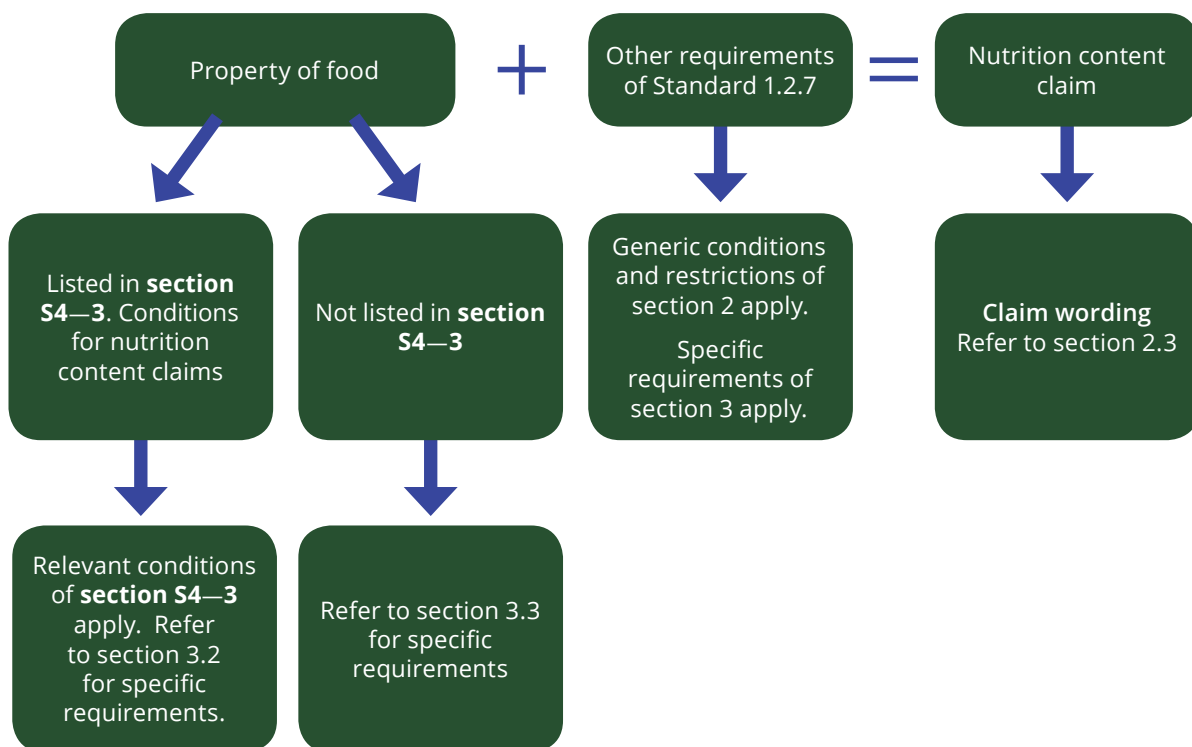 Property of food
+
Other requirements
of Standard 1.2.7
=
Nutrition content
claim
Listed in section
S4—3. Conditions
for nutrition
content claims
Not listed in section
S4—3
Generic conditions
and restrictions of
section 2 apply.
Specific
requirements of
section 3 apply.
Claim wording
Refer to section 2.3
Relevant conditions
of section S4—3
apply.  Refer
to section 3.2
for specific
requirements.
Refer to section 3.3
for specific
requirements